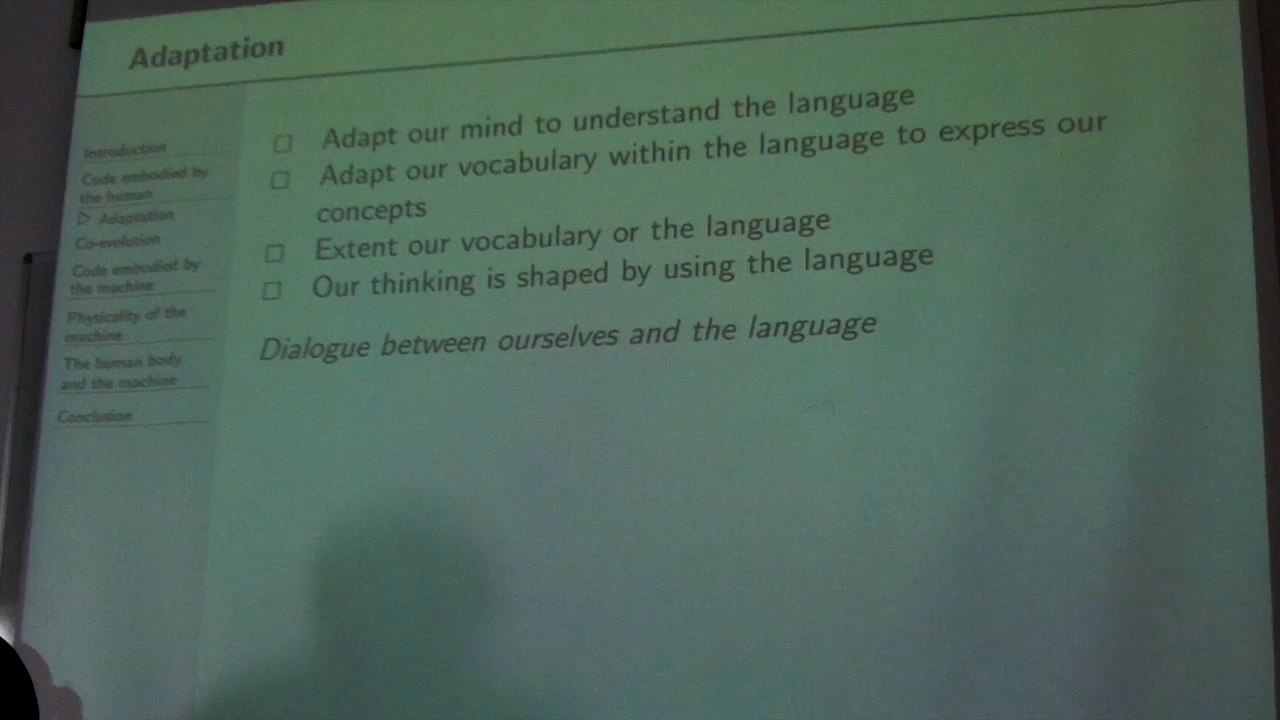 Adaptation
Introduction
Code embodied by
the human
▷ Adaptation
Co-evolution
Code embodied by
the machine
Physicality of the
machine
The human body
and the machine
Conclusion
Adapt our mind to understand the language
Adapt our vocabulary within the language to express our
concepts
Extent our vocabulary or the language
Our thinking is shaped by using the language
Dialogue between ourselves and the language